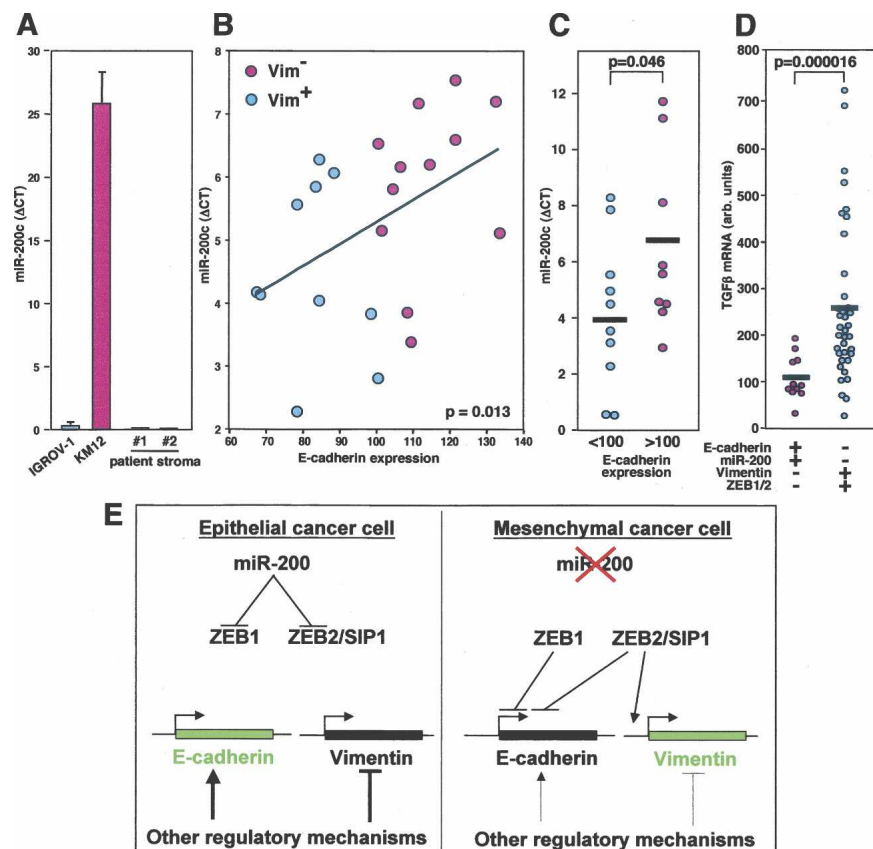 A
30
25
20
15
10
5
0
miR-200c (ΔCT)
IGROV-1
KM12
#1 #2
patient stroma
B
8
7
6
5
4
3
2
miR-200c (ΔCT)
Vim-
Vim+
p = 0.013
60 70 80 90 100 110 120 130 140
E-cadherin expression
C
p=0.046
12
10
8
6
4
2
0
miR-200c (ΔCT)
<100 >100
E-cadherin
expression
D
p=0.000016
800
700
600
500
400
300
200
100
0
TGFβ mRNA (arb. units)
E-cadherin + -
miR-200 + -
Vimentin - +
ZEB1/2 - +
E
Epithelial cancer cell
miR-200
ZEB1 ZEB2/SIP1
E-cadherin Vimentin
Other regulatory mechanisms
Mesenchymal cancer cell
miR-200
ZEB1 ZEB2/SIP1
E-cadherin Vimentin
Other regulatory mechanisms